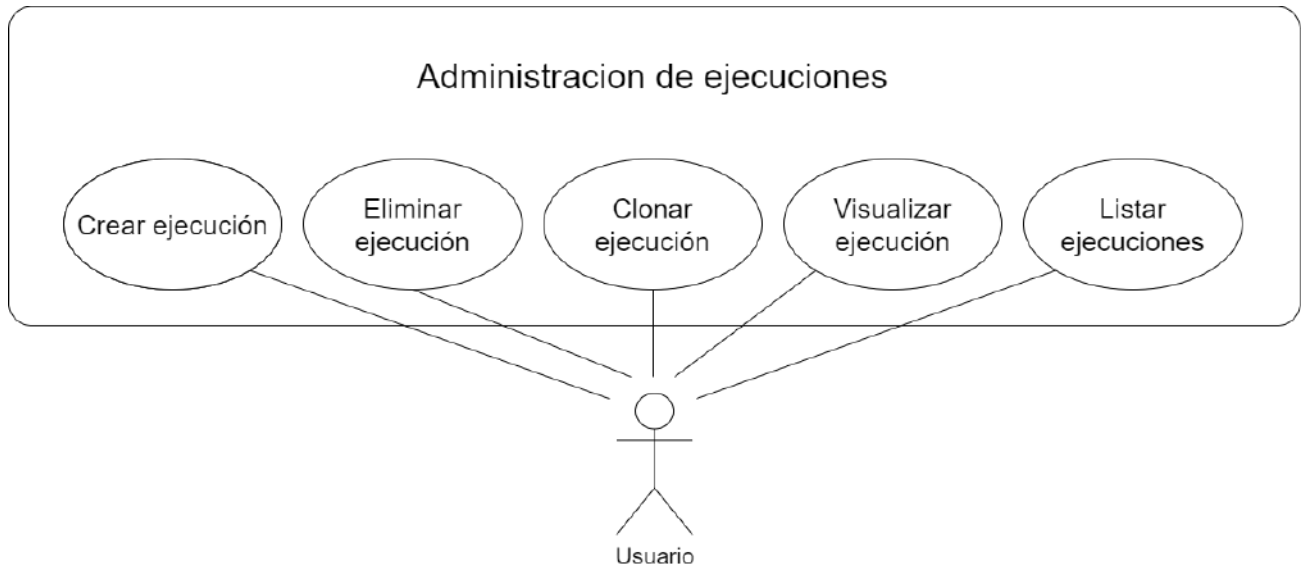 Administracion de ejecuciones
Crear ejecución
Eliminar
ejecución
Clonar
ejecución
Visualizar
ejecución
Listar
ejecuciones
Usuario